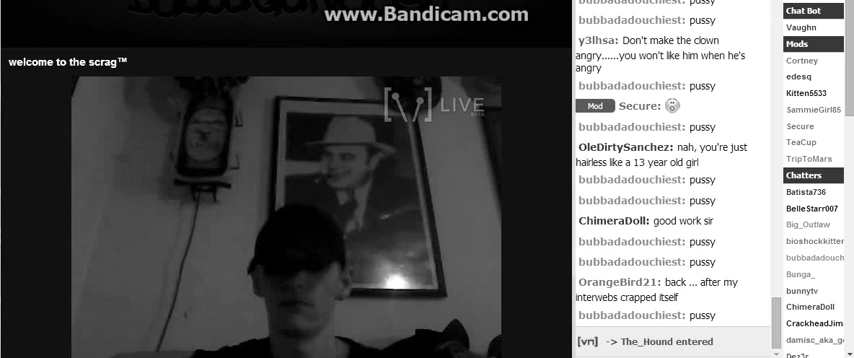 www.Bandicam.com
welcome to the scrag™
[V] LIVE
BETA
bubbadadouchiest: pussy
bubbadadouchiest: pussy
y3lhsa: Don't make the clown
angry......you won't like him when he's
angry
bubbadadouchiest: pussy
Mod Secure:
bubbadadouchiest: pussy
OleDirtySanchez: nah, you're just
hairless like a 13 year old girl
bubbadadouchiest: pussy
ChimeraDoll: good work sir
bubbadadouchiest: pussy
bubbadadouchiest: pussy
OrangeBird21: back ... after my
interwebs crapped itself
bubbadadouchiest: pussy
[vn] -> The_Hound entered
Chat Bot
Vaughn
Mods
Cortney
edesq
Kitten5533
SammieGirl85
Secure
TeaCup
TripToMars
Chatters
Batista736
BelleStarr007
Big_Outlaw
bioshockkitten
bubbadadouch
Bunga_
bunnytv
ChimeraDoll
CrackheadJim
damisc_aka_g
Dez3r